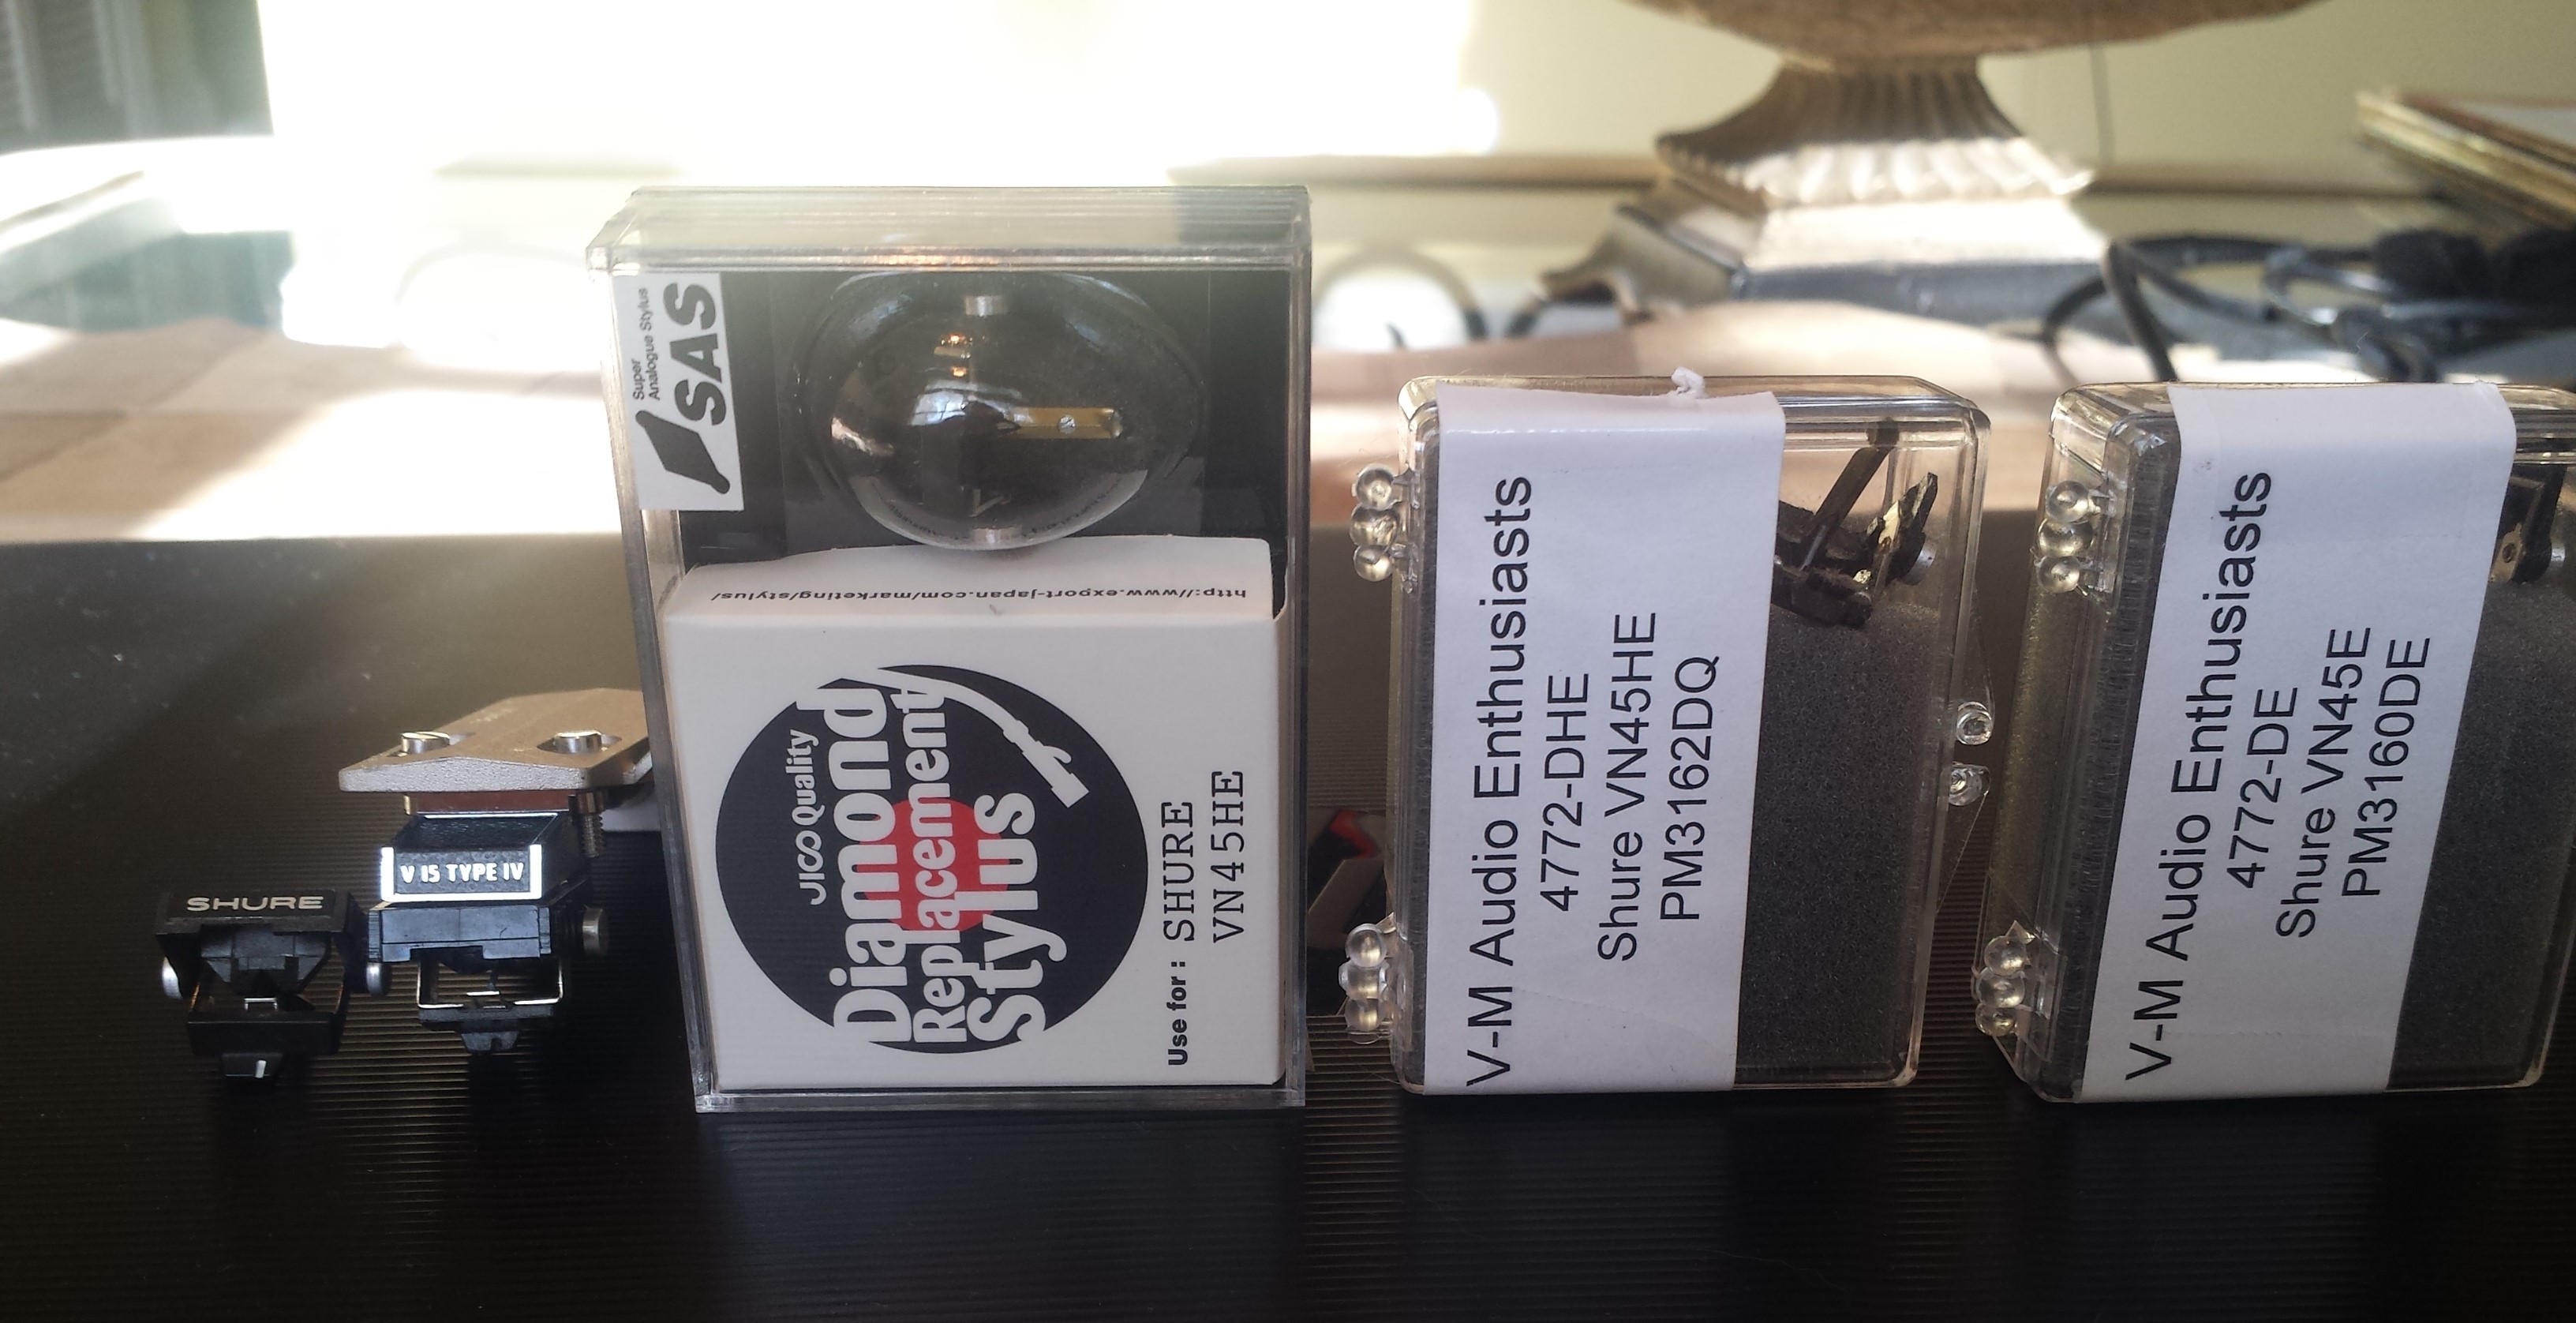 SHURE
V 15 TYPE IV
Super
Analogue Stylus
SAS
http://www.export-japan.com/marketing/stylus/
JICO Quality
Diamond
Replacement
Stylus
Use for: SHURE
VN45HE
V-M Audio Enthusiasts
4772-DHE
Shure VN45HE
PM3162DQ
V-M Audio Enthusiasts
4772-DE
Shure VN45E
PM3160DE